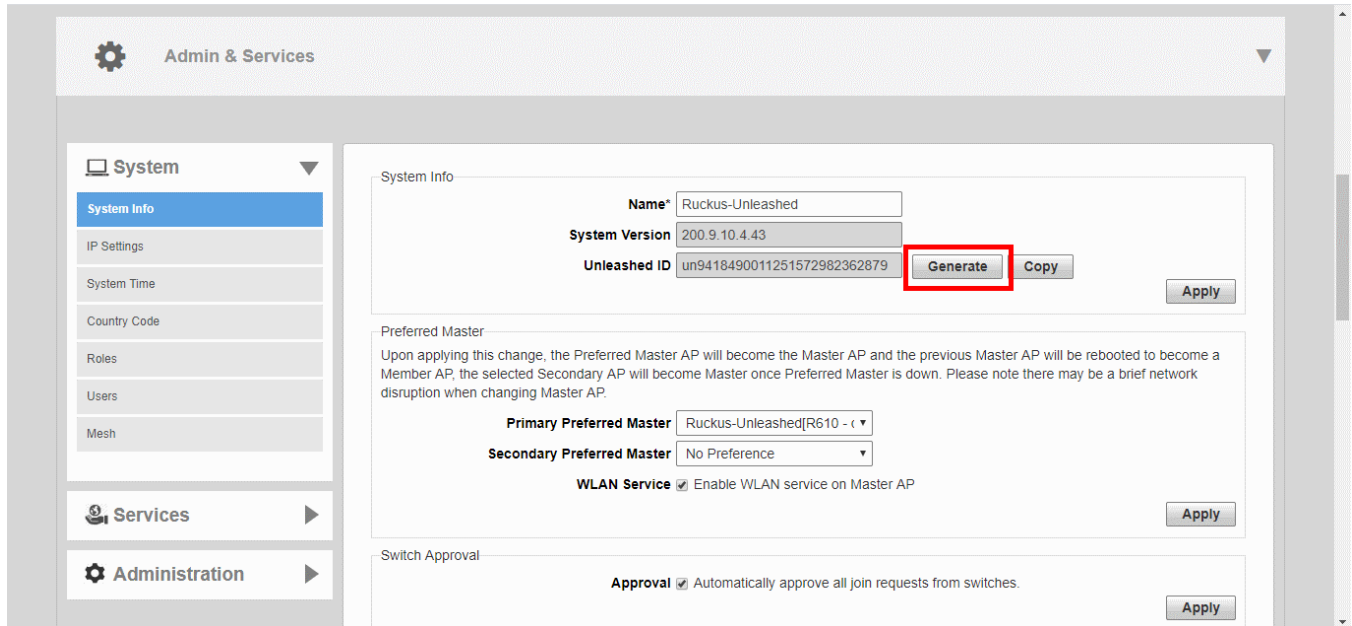 Admin & Services
System
System Info
IP Settings
System Time
Country Code
Roles
Users
Mesh
Services
Administration
System Info
Name* Ruckus-Unleashed
System Version 200.9.10.4.43
Unleashed ID un9418490011251572982362879 Generate Copy
Apply
Preferred Master
Upon applying this change, the Preferred Master AP will become the Master AP and the previous Master AP will be rebooted to become a
Member AP, the selected Secondary AP will become Master once Preferred Master is down. Please note there may be a brief network
disruption when changing Master AP.
Primary Preferred Master Ruckus-Unleashed[R610 - (
Secondary Preferred Master No Preference
WLAN Service Enable WLAN service on Master AP
Apply
Switch Approval
Approval Automatically approve all join requests from switches.
Apply